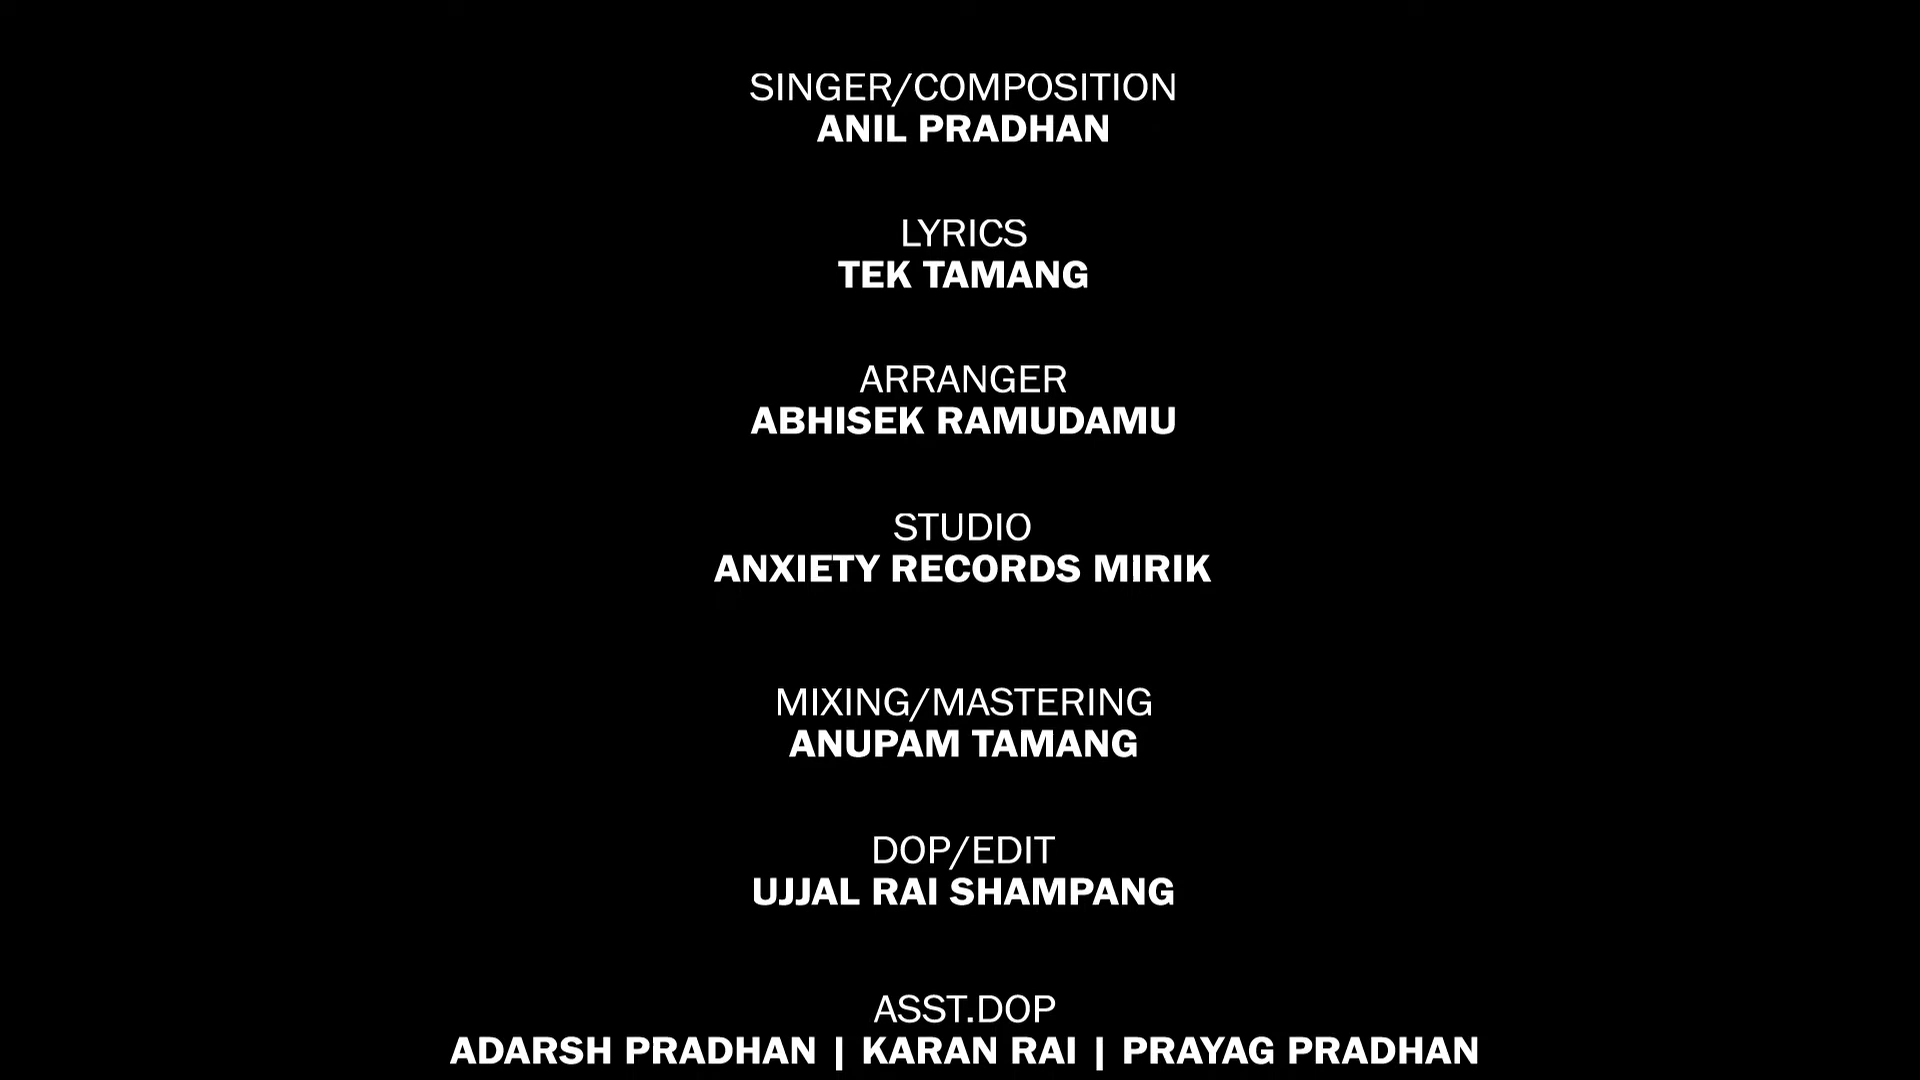 SINGER/COMPOSITION
ANIL PRADHAN
LYRICS
TEK TAMANG
ARRANGER
ABHISEK RAMUDAMU
STUDIO
ANXIETY RECORDS MIRIK
MIXING/MASTERING
ANUPAM TAMANG
DOP/EDIT
UJJAL RAI SHAMPANG
ASST.DOP
ADARSH PRADHAN | KARAN RAI | PRAYAG PRADHAN